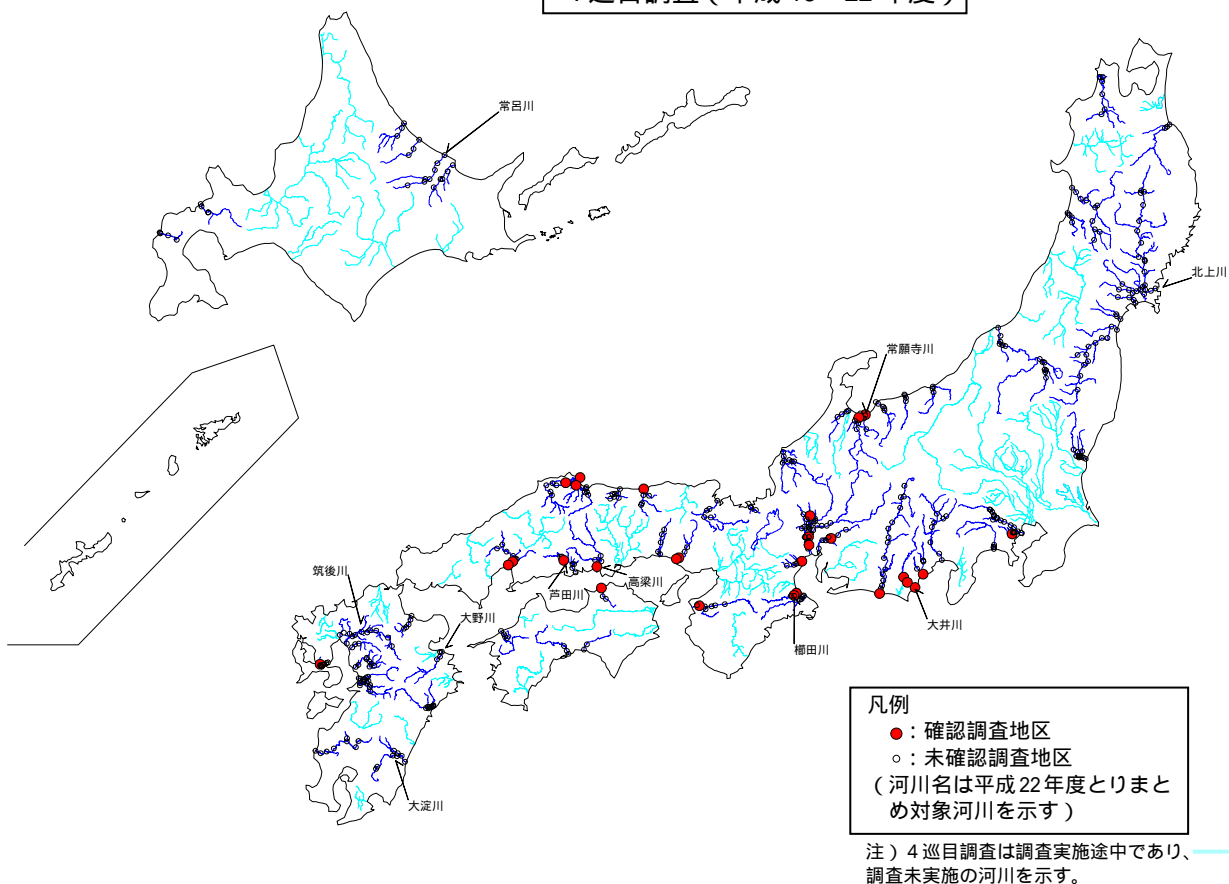 常呂川
北上川
常願寺川
筑後川
大野川
芦田川
高梁川
大井川
櫛田川
大淀川
凡例
●：確認調査地区
○：未確認調査地区
（河川名は平成22年度とりまと
め対象河川を示す）
注）４巡目調査は調査実施途中であり、
調査未実施の河川を示す。